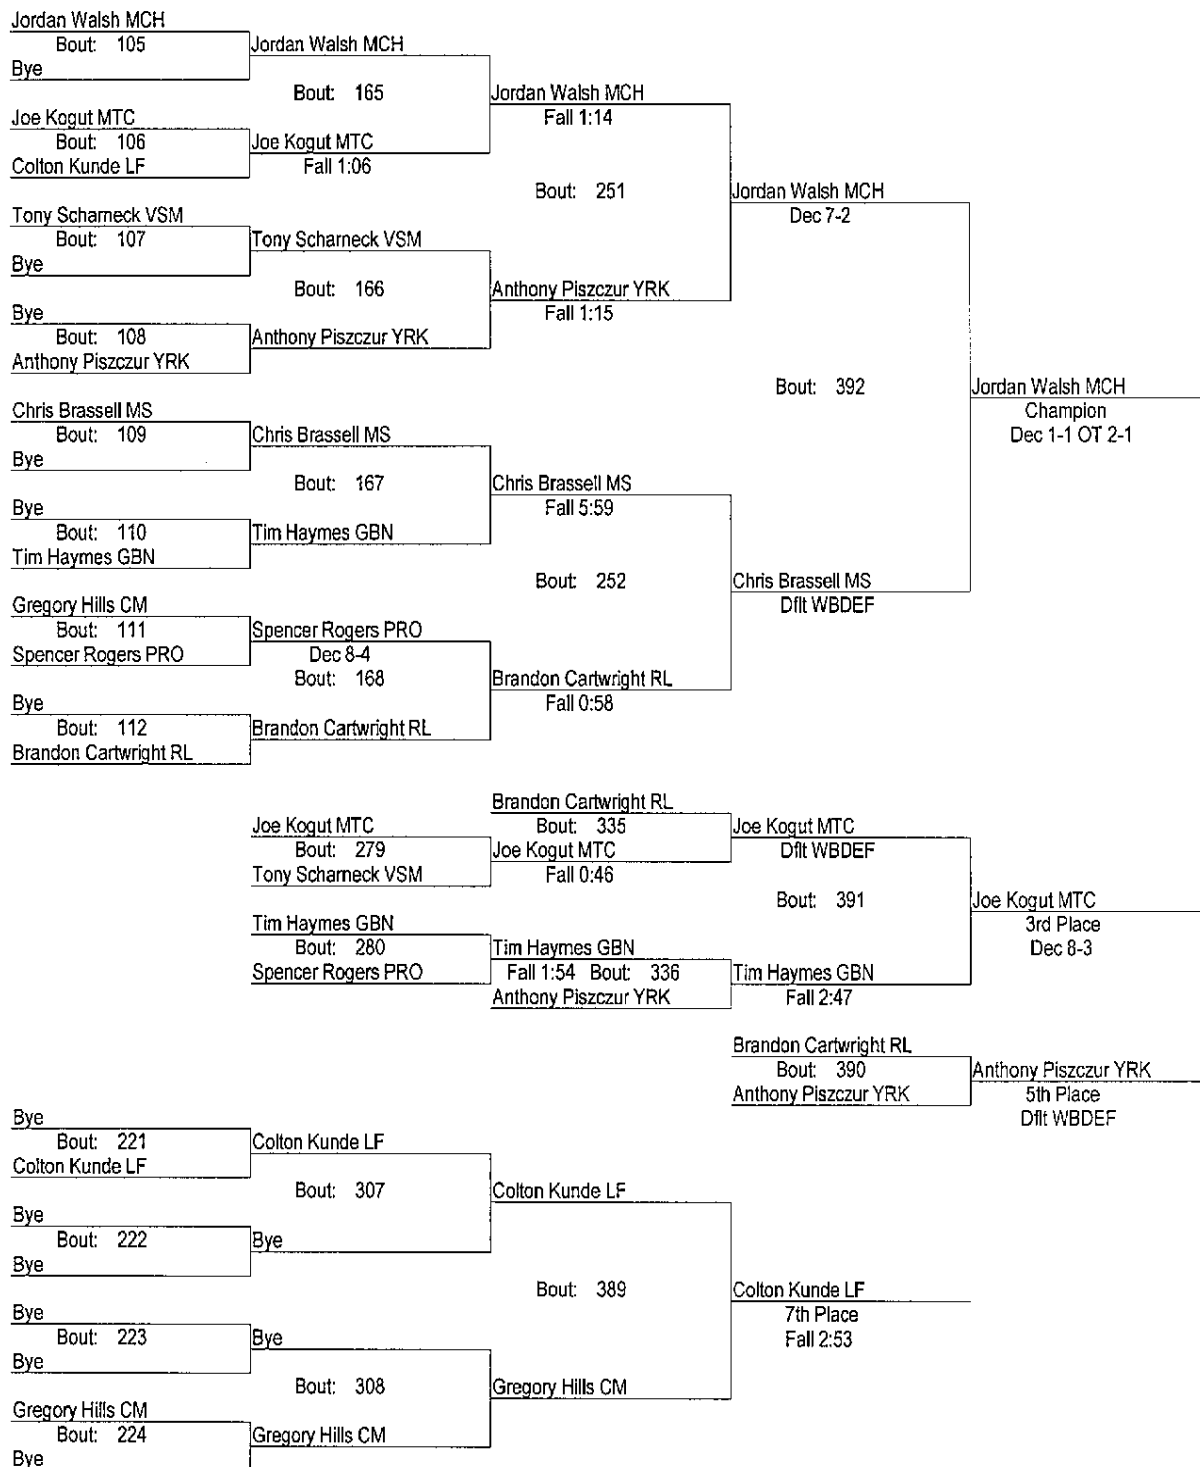 Jordan Walsh MCH
Bout: 105
Bye
Jordan Walsh MCH
Bout: 165
Joe Kogut MTC
Bout: 106
Colton Kunde LF
Joe Kogut MTC
Fall 1:06
Jordan Walsh MCH
Fall 1:14
Bout: 251
Tony Scharneck VSM
Bout: 107
Bye
Tony Scharneck VSM
Bout: 166
Bye
Bout: 108
Anthony Piszczur YRK
Anthony Piszczur YRK
Anthony Piszczur YRK
Fall 1:15
Jordan Walsh MCH
Dec 7-2
Bout: 392
Jordan Walsh MCH
Champion
Dec 1-1 OT 2-1
Chris Brassell MS
Bout: 109
Bye
Chris Brassell MS
Bout: 167
Bye
Bout: 110
Tim Haymes GBN
Tim Haymes GBN
Chris Brassell MS
Fall 5:59
Bout: 252
Chris Brassell MS
Dflt WBDEF
Gregory Hills CM
Bout: 111
Spencer Rogers PRO
Spencer Rogers PRO
Dec 8-4
Bout: 168
Bye
Bout: 112
Brandon Cartwright RL
Brandon Cartwright RL
Brandon Cartwright RL
Fall 0:58
Brandon Cartwright RL
Bout: 335
Joe Kogut MTC
Bout: 279
Tony Scharneck VSM
Joe Kogut MTC
Fall 0:46
Joe Kogut MTC
Dflt WBDEF
Bout: 391
Joe Kogut MTC
3rd Place
Dec 8-3
Tim Haymes GBN
Bout: 280
Spencer Rogers PRO
Tim Haymes GBN
Fall 1:54 Bout: 336
Anthony Piszczur YRK
Tim Haymes GBN
Fall 2:47
Brandon Cartwright RL
Bout: 390
Anthony Piszczur YRK
Anthony Piszczur YRK
5th Place
Dflt WBDEF
Bye
Bout: 221
Colton Kunde LF
Colton Kunde LF
Bout: 307
Bye
Bout: 222
Bye
Bye
Colton Kunde LF
Bout: 389
Colton Kunde LF
7th Place
Fall 2:53
Bye
Bout: 223
Bye
Bye
Bout: 308
Gregory Hills CM
Gregory Hills CM
Bout: 224
Bye
Gregory Hills CM